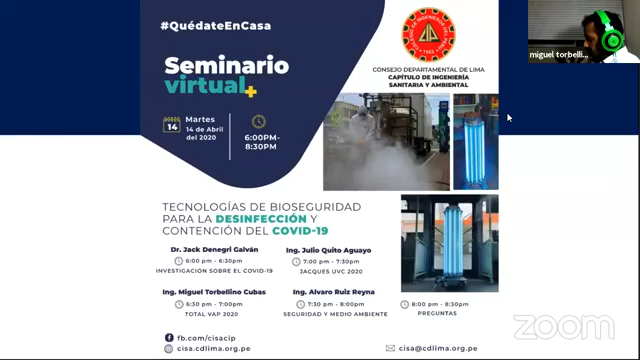 #QuédateEnCasa
Seminario
virtual+
14
Martes
14 de Abril
del 2020
6:00PM-
8:30PM
CIP
1962
CONSEJO DEPARTAMENTAL DE LIMA
CAPÍTULO DE INGENIERÍA
SANITARIA Y AMBIENTAL
miguel torbelli...
TECNOLOGÍAS DE BIOSEGURIDAD
PARA LA DESINFECCIÓN Y
CONTENCIÓN DEL COVID-19
Dr. Jack Denegri Galván
6:00 pm - 6:30pm
INVESTIGACIÓN SOBRE EL COVID-19
Ing. Julio Quito Aguayo
7:00 pm - 7:30pm
JACQUES UVC 2020
Ing. Miguel Torbellino Cubas
6:30 pm - 7:00pm
TOTAL VAP 2020
Ing. Alvaro Ruiz Reyna
7:30 pm - 8:00pm
SEGURIDAD Y MEDIO AMBIENTE
8:00 pm - 8:30pm
PREGUNTAS
fb.com/cisacip
cisa.cdlima.org.pe
cisa@cdlima.org.pe
zoom